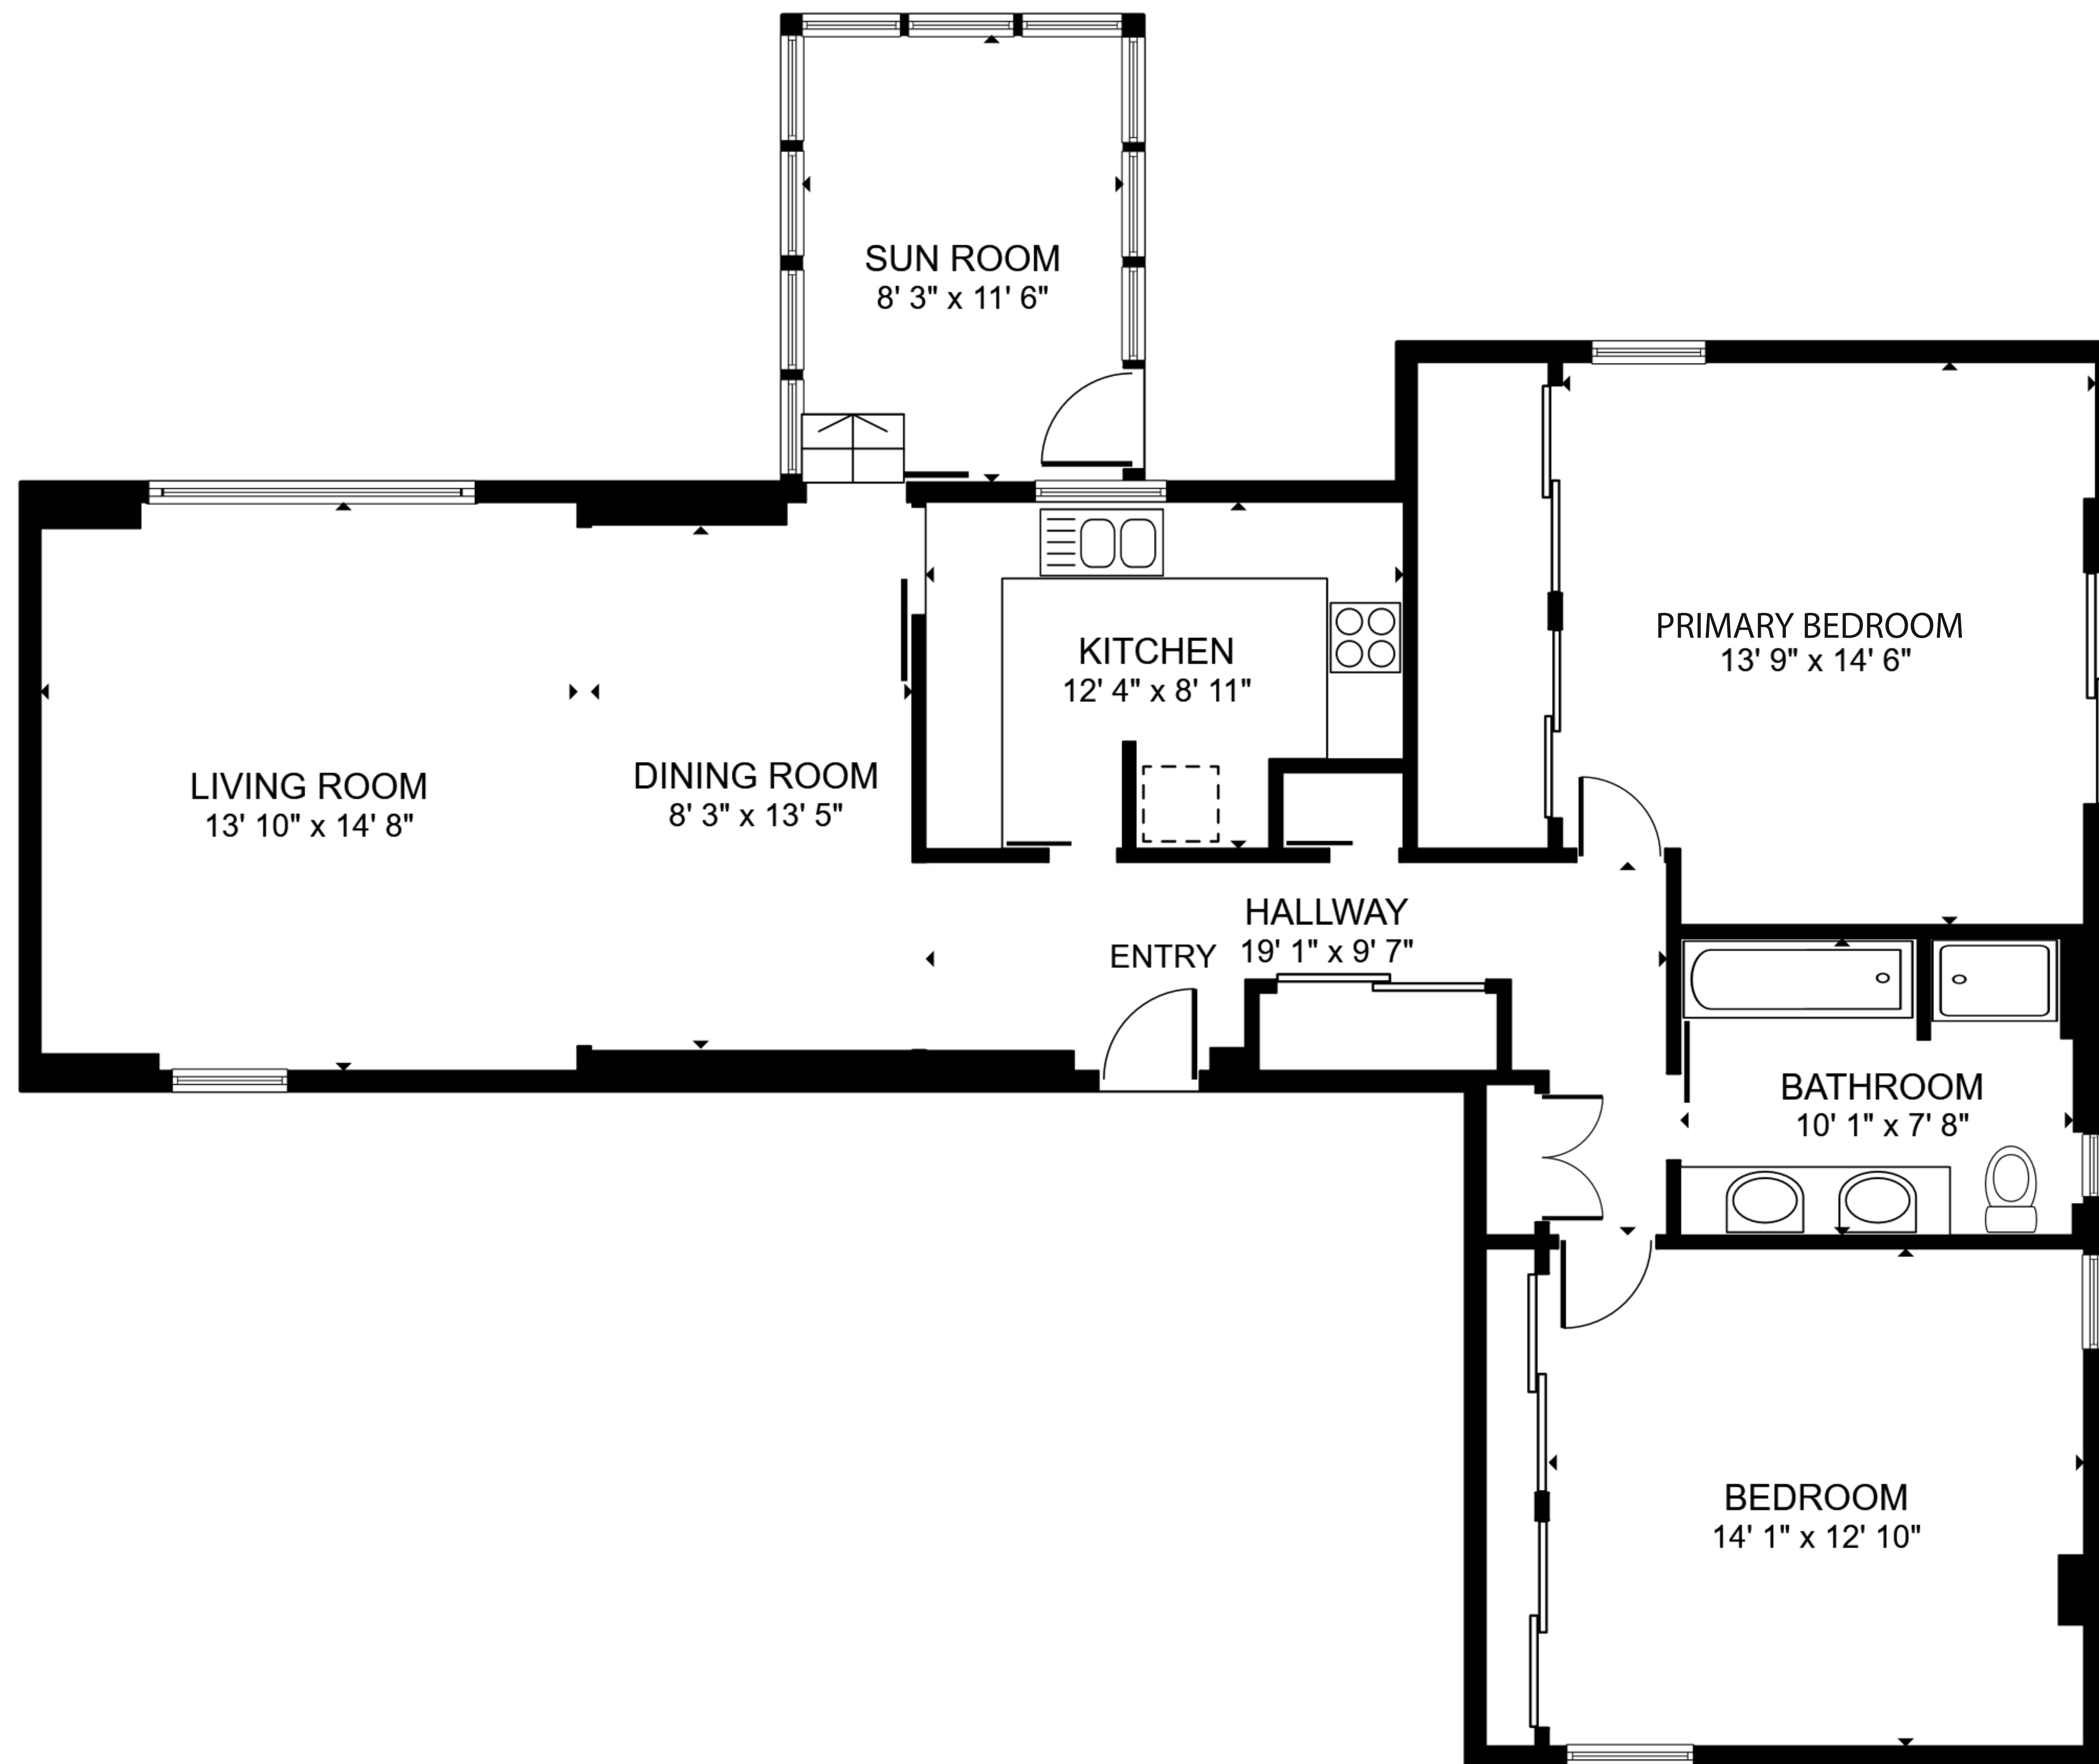 SUN ROOM
8' 3" x 11' 6"
PRIMARY BEDROOM
13' 9" x 14' 6"
KITCHEN
12' 4" x 8' 11"
LIVING ROOM
13' 10" x 14' 8"
DINING ROOM
8' 3" x 13' 5"
HALLWAY
19' 1" x 9' 7"
ENTRY
BATHROOM
10' 1" x 7' 8"
BEDROOM
14' 1" x 12' 10"